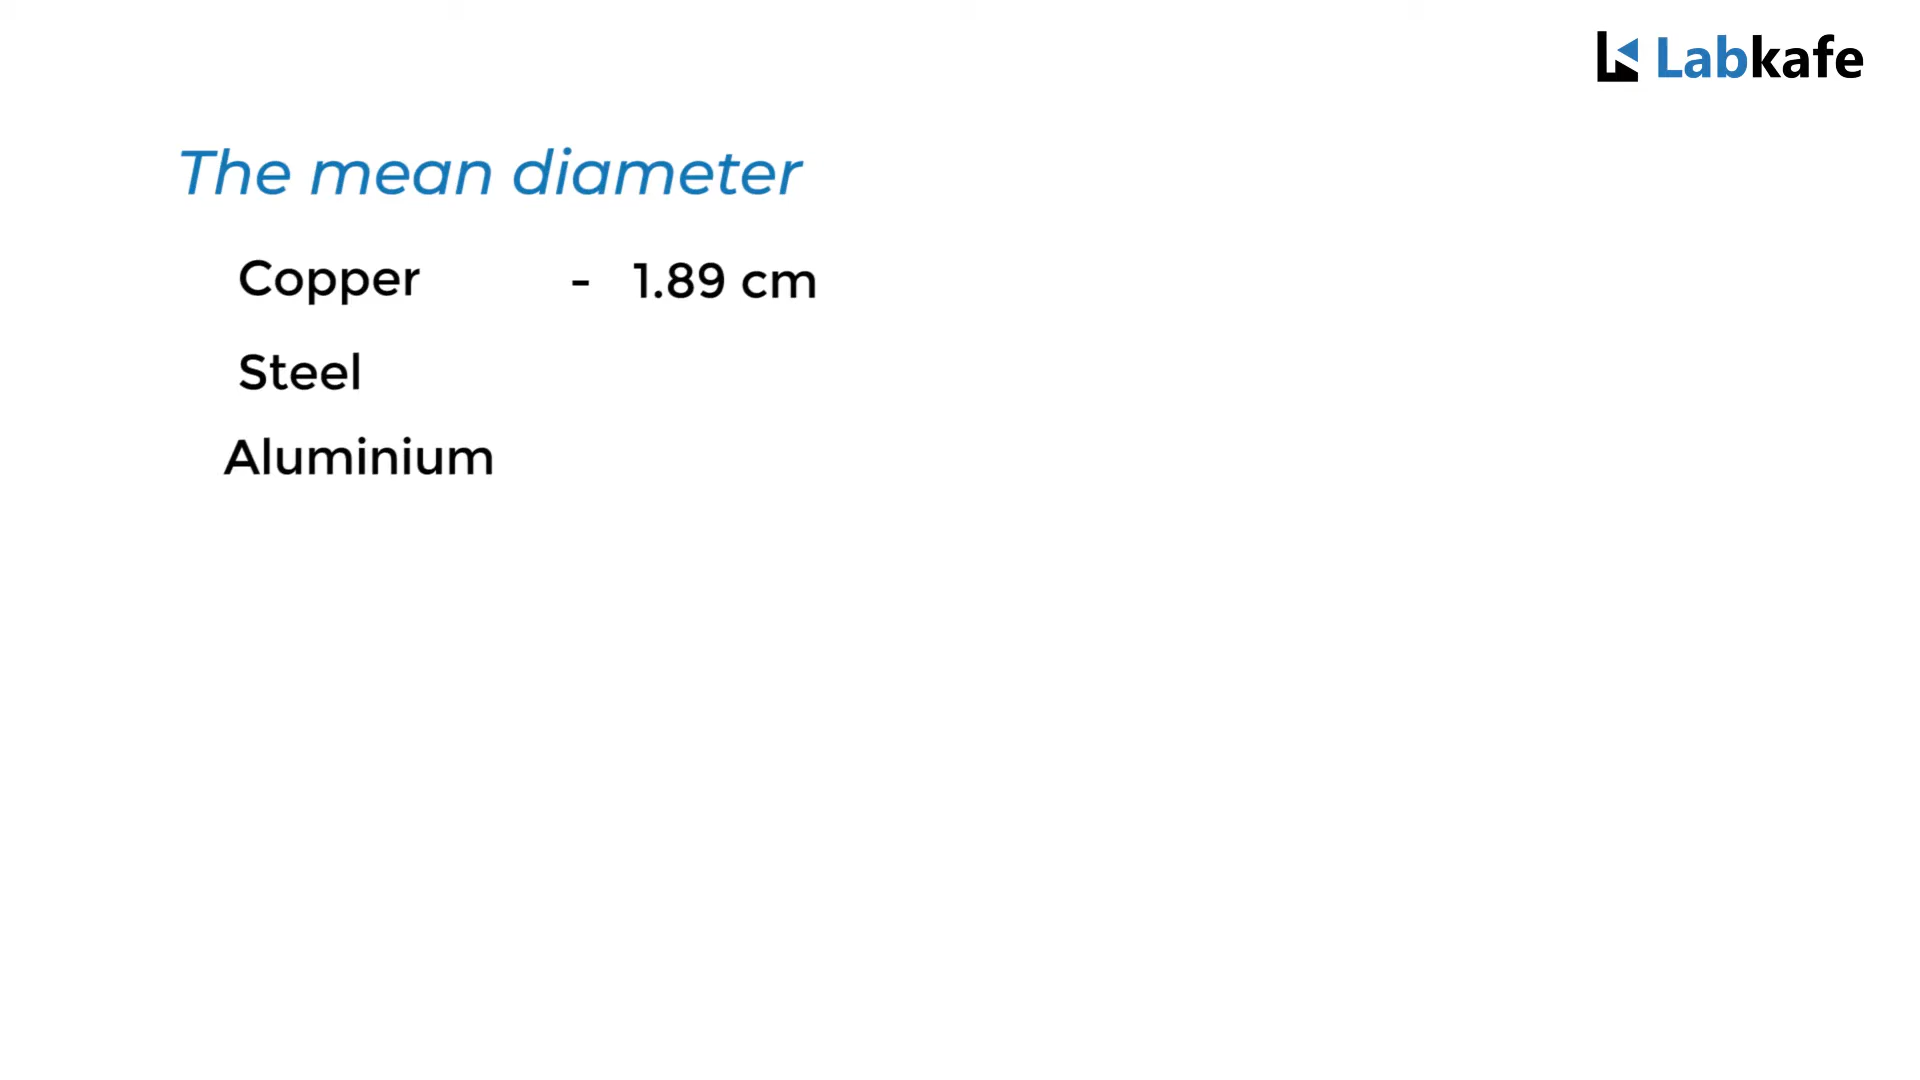 Labkafe
The mean diameter
Copper - 1.89 cm
Steel
Aluminium